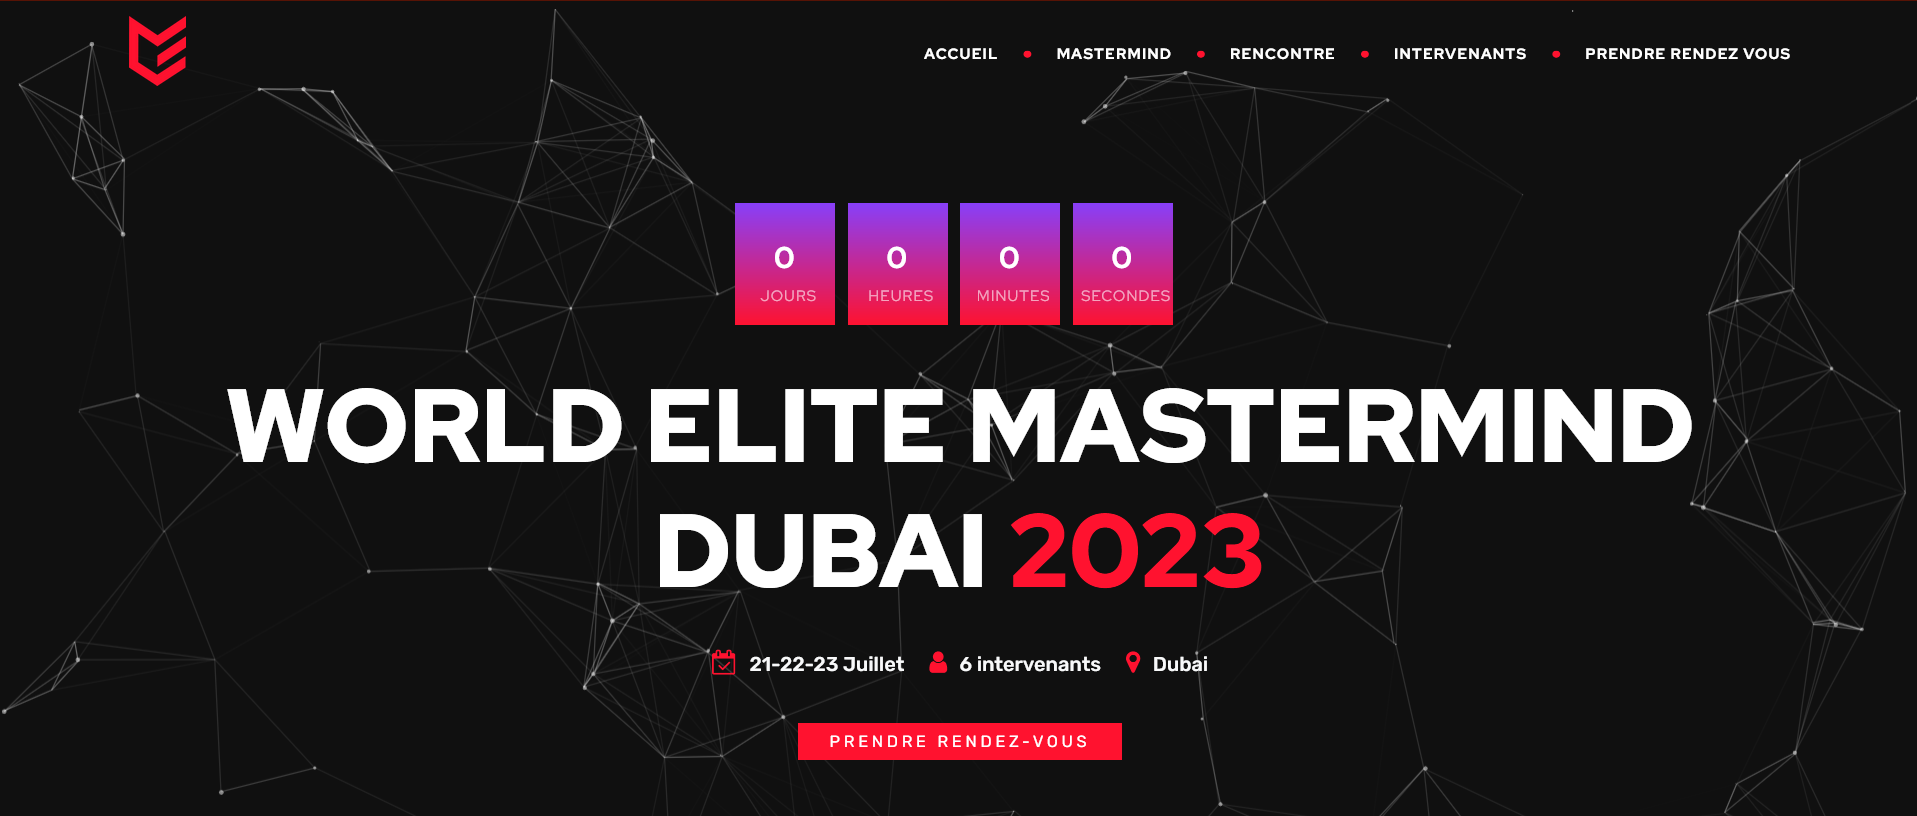 ACCUEIL MASTERMIND RENCONTRE INTERVENANTS PRENDRE RENDEZ VOUS
0 0 0 0
JOURS HEURES MINUTES SECONDES
WORLD ELITE MASTERMIND
DUBAI 2023
21-22-23 Juillet 6 intervenants Dubai
PRENDRE RENDEZ-VOUS